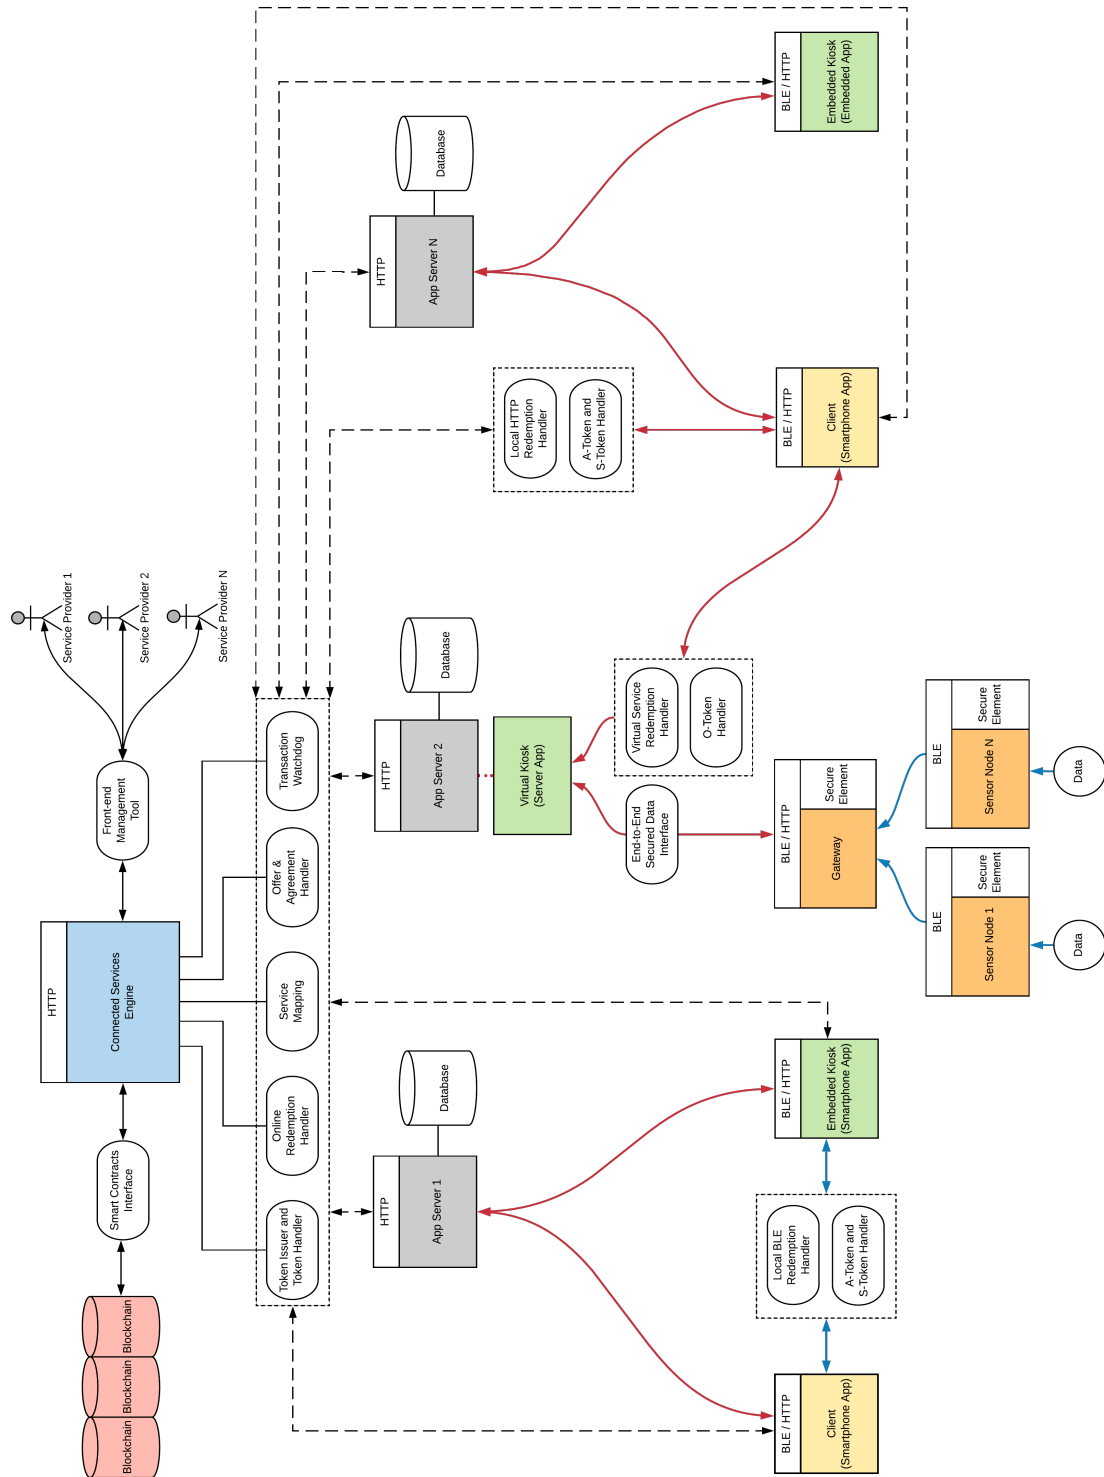 Blockchain
Blockchain
Blockchain
Smart Contracts
Interface
HTTP
Connected Services
Engine
Front-end
Management
Tool
Service Provider 1
Service Provider 2
Service Provider N
Token Issuer and
Token Handler
Online
Redemption
Handler
Service
Mapping
Offer &
Agreement
Handler
Transaction
Watchdog
HTTP
App Server 1
Database
HTTP
App Server 2
Database
Virtual Kiosk
(Server App)
HTTP
App Server N
Database
Local HTTP
Redemption
Handler
A-Token and
S-Token Handler
End-to-End
Secured Data
Interface
Virtual Service
Redemption
Handler
O-Token
Handler
BLE / HTTP
Client
(Smartphone App)
Local BLE
Redemption
Handler
A-Token and
S-Token Handler
BLE / HTTP
Embedded Kiosk
(Smartphone App)
BLE / HTTP
Gateway
Secure
Element
BLE / HTTP
Client
(Smartphone App)
BLE / HTTP
Embedded Kiosk
(Embedded App)
BLE
Sensor Node 1
Secure
Element
BLE
Sensor Node N
Secure
Element
Data
Data